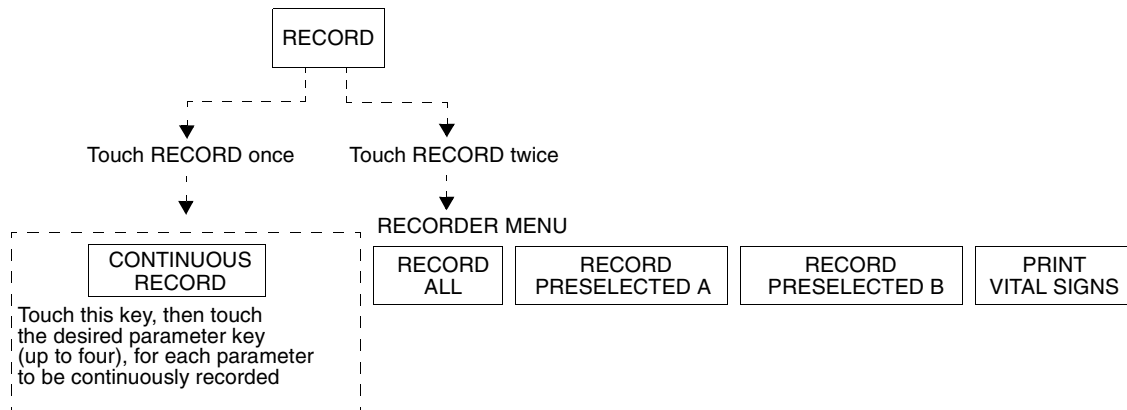 RECORD
Touch RECORD once
Touch RECORD twice
RECORDER MENU
CONTINUOUS
RECORD
Touch this key, then touch
the desired parameter key
(up to four), for each parameter
to be continuously recorded
RECORD
ALL
RECORD
PRESELECTED A
RECORD
PRESELECTED B
PRINT
VITAL SIGNS